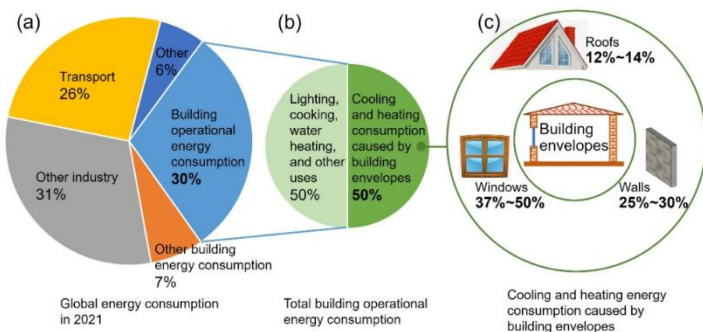 (a)
Other
6%
Transport
26%
Building
operational
energy
consumption
30%
Other industry
31%
Other building
energy consumption
7%
Global energy consumption
in 2021
(b)
Lighting,
cooking,
water
heating,
and other
uses
50%
Cooling
and heating
consumption
caused by
building
envelopes
50%
Total building operational
energy consumption
(c)
Roofs
12%~14%
Building
envelopes
Windows
37%~50%
Walls
25%~30%
Cooling and heating energy
consumption caused by
building envelopes